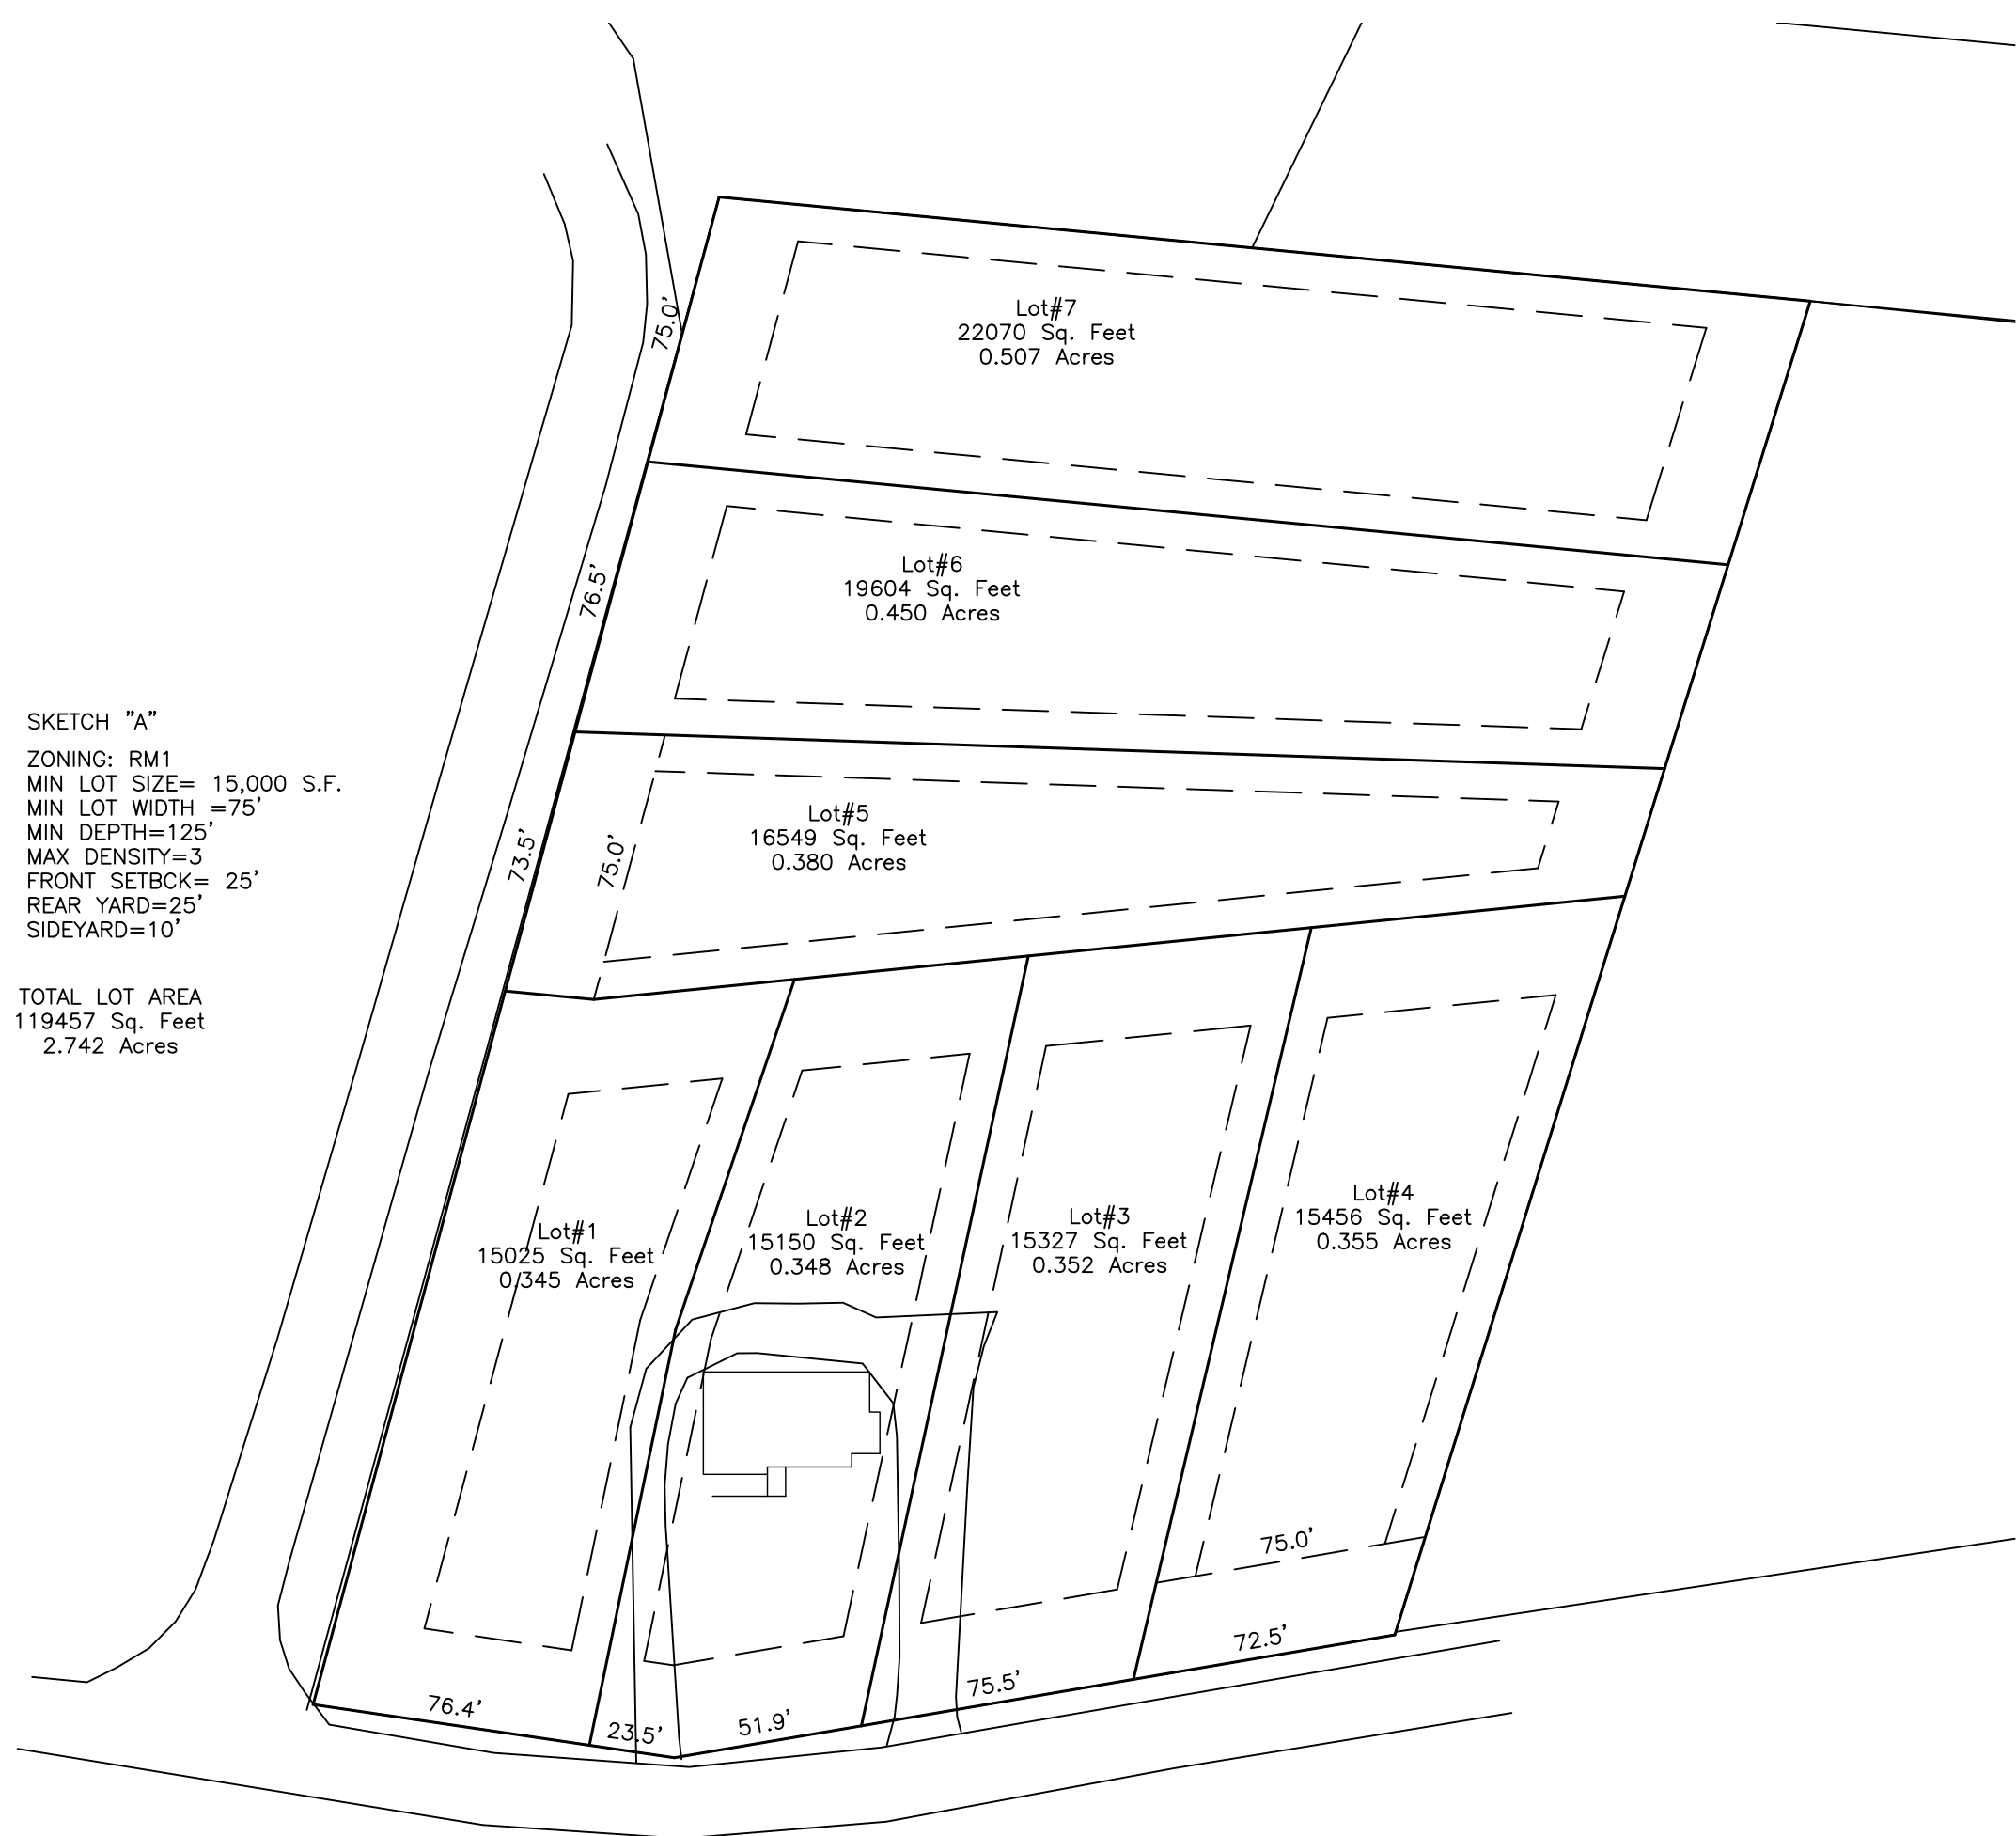 75.0'
Lot#7
22070 Sq. Feet
0.507 Acres
76.5'
Lot#6
19604 Sq. Feet
0.450 Acres
SKETCH "A"
ZONING: RM1
MIN LOT SIZE= 15,000 S.F.
MIN LOT WIDTH =75'
MIN DEPTH=125'
MAX DENSITY=3
FRONT SETBCK= 25'
REAR YARD=25'
SIDEYARD=10'
TOTAL LOT AREA
119457 Sq. Feet
2.742 Acres
73.5'
75.0'
Lot#5
16549 Sq. Feet
0.380 Acres
Lot#1
15025 Sq. Feet
0.345 Acres
Lot#2
15150 Sq. Feet
0.348 Acres
Lot#3
15327 Sq. Feet
0.352 Acres
Lot#4
15456 Sq. Feet
0.355 Acres
75.0'
76.4'
23.5'
51.9'
75.5'
72.5'